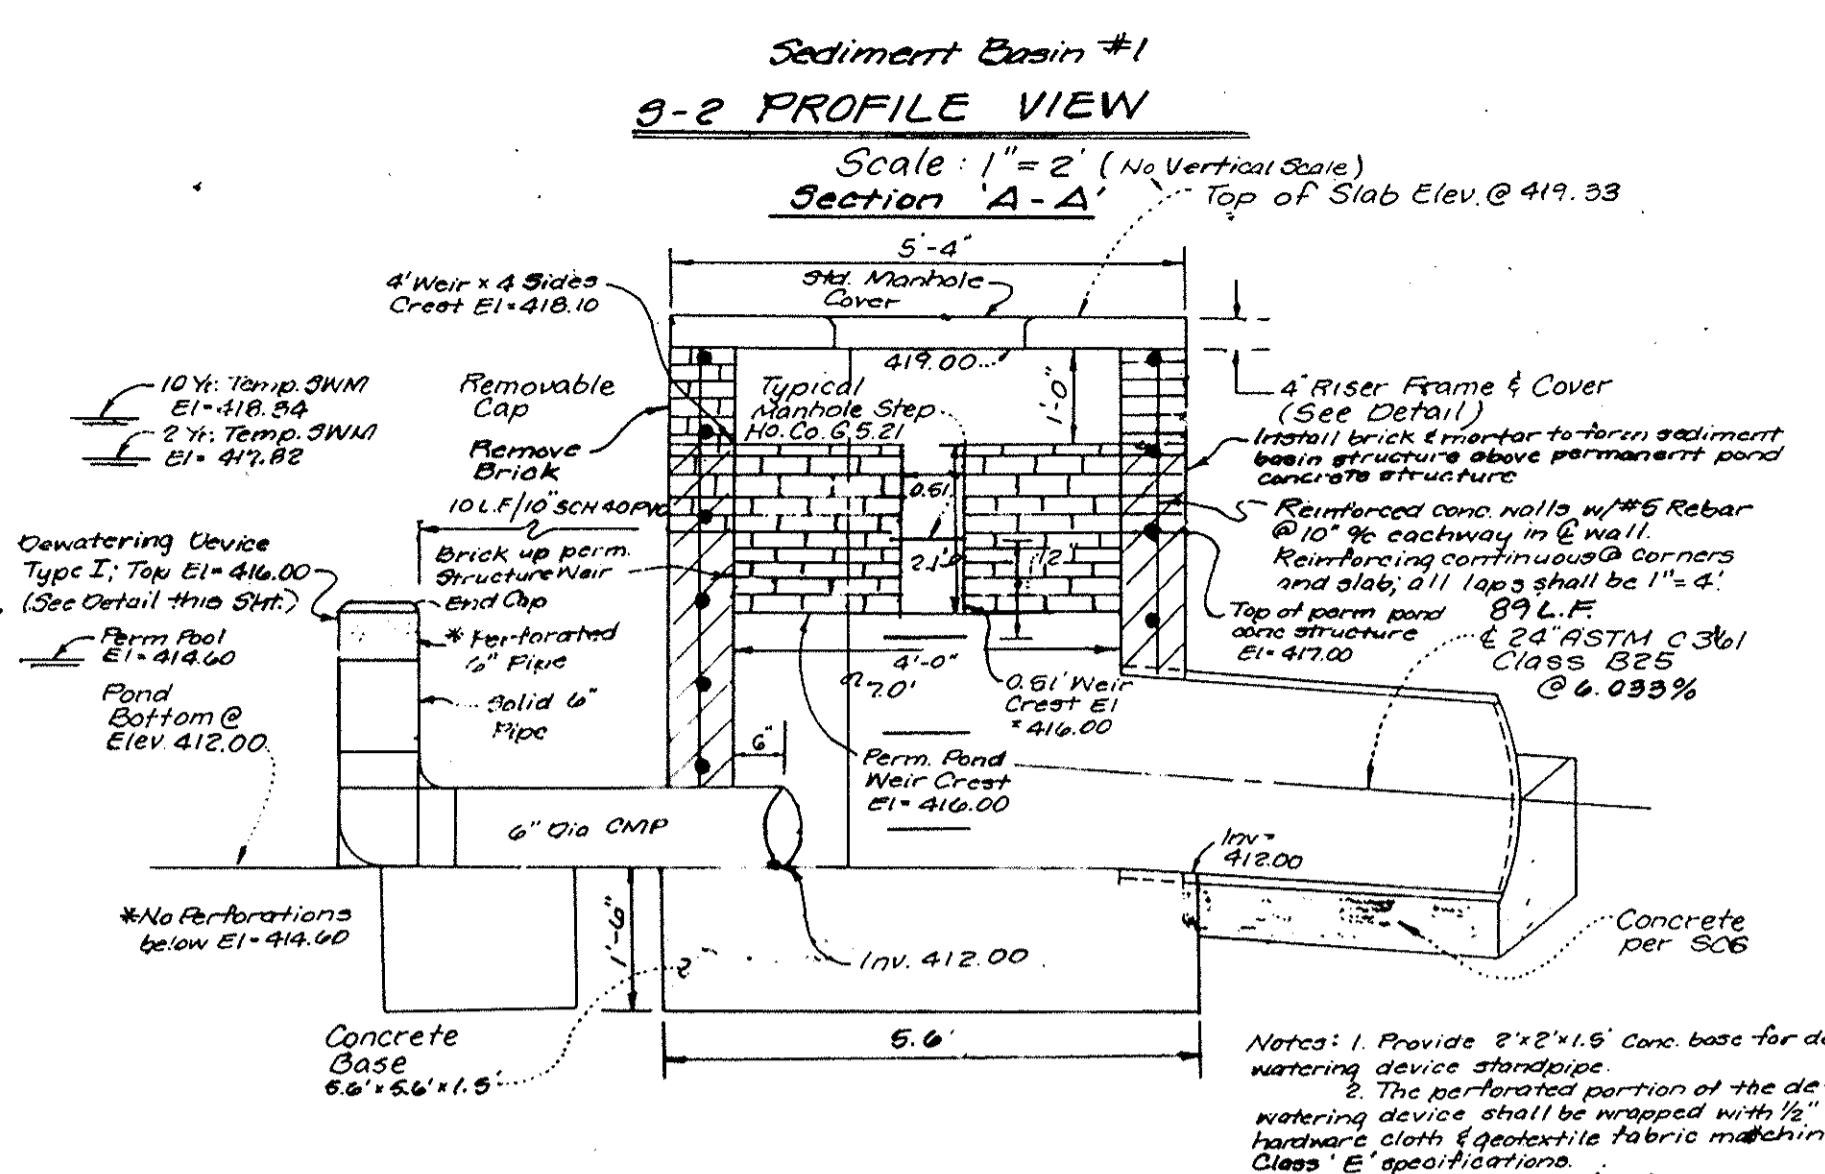 Sediment Basin #1
S-2 PROFILE VIEW
Scale: 1" = 2' (No Vertical Scale)
Section 'A-A'
Top of Slab Elev. @ 419.33
5'-4"
Std. Manhole
Cover
4' Weir x 4 Sides
Crest El=418.10
419.00
10 Yr. Temp. SWM
El=418.34
2 Yr. Temp. SWM
El= 417.82
Removable
Cap
Remove
Brick
Typical
Manhole Step
Ho. Co. G 5.21
1'-0"
4" Riser Frame & Cover
(See Detail)
Install brick & mortar to form sediment
basin structure above permanent pond
concrete structure
10 L.F./10" SCH 40 PVC
0.51
2.1'
12"
Reinforced conc. walls w/#5 Rebar
@ 10" %c eachway in ℄ wall.
Reinforcing continuous @ corners
and slab; all laps shall be 1"=4'.
Dewatering Device
Type I; Top El=416.00
(See Detail this Sht.)
Brick up perm.
Structure Weir
End Cap
* Perforated
6" Pipe
Perm Pool
El=414.60
Solid 6"
Pipe
Pond
Bottom @
Elev. 412.00
Top of perm pond
conc structure
El=417.00
89 L.F.
℄ 24" ASTM C 361
Class B25
@ 6.033%
4'-0"
7.0'
0.51' Weir
Crest El
= 416.00
6"
Perm. Pond
Weir Crest
El= 416.00
6" Dia CMP
Inv=
412.00
*No Perforations
below El=414.60
1'-6"
Inv. 412.00
Concrete
per SC6
Concrete
Base
5.6' x 5.6' x 1.5'
5.6'
Notes: 1. Provide 2'x2'x1.5' Conc. base for de
watering device standpipe.
2. The perforated portion of the de-
watering device shall be wrapped with ½"
hardware cloth & geotextile fabric matchin
Class 'E' specifications.